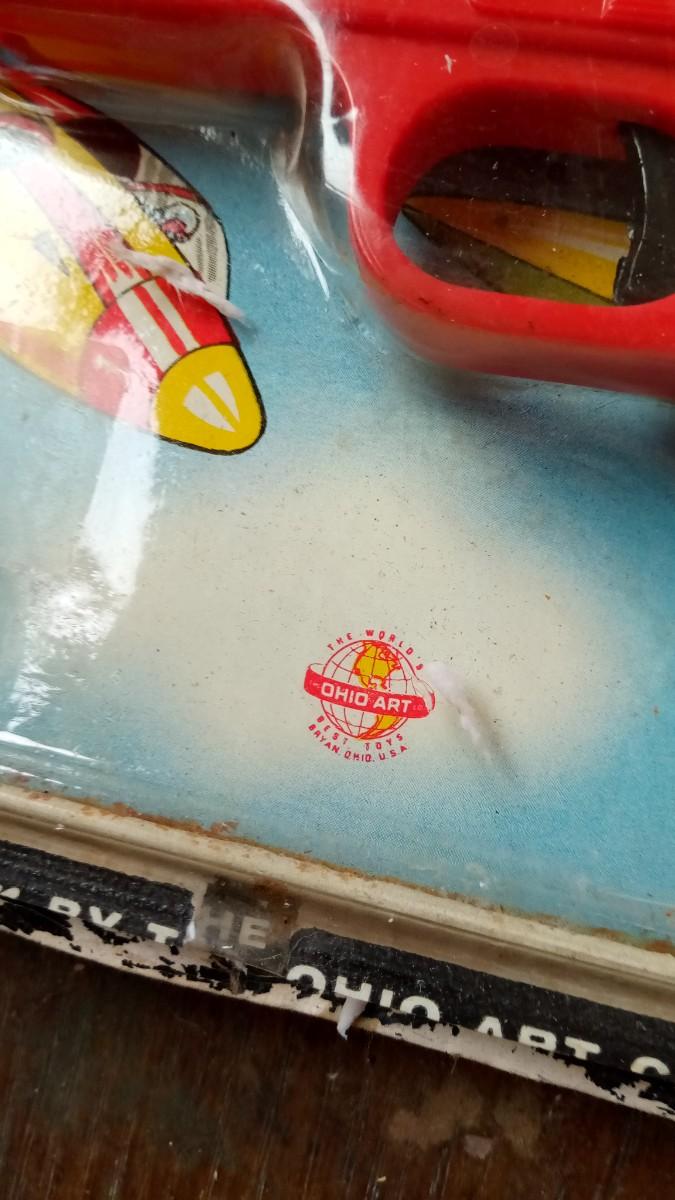 THE WORLD'S
OHIO ART
BEST TOYS
BRYAN, OHIO, U.S.A.
BY THE OHIO ART